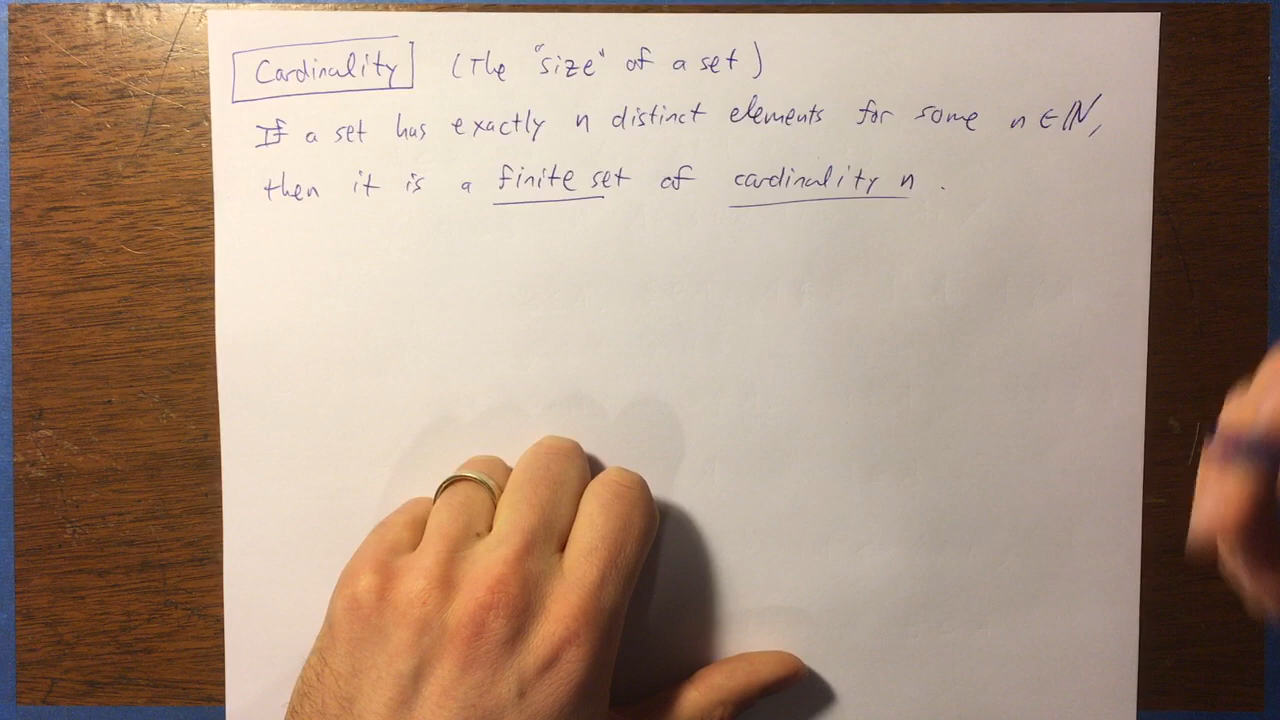 Cardinality (The "size" of a set)
If a set has exactly n distinct elements for some n ∈ ℕ,
then it is a finite set of cardinality n.